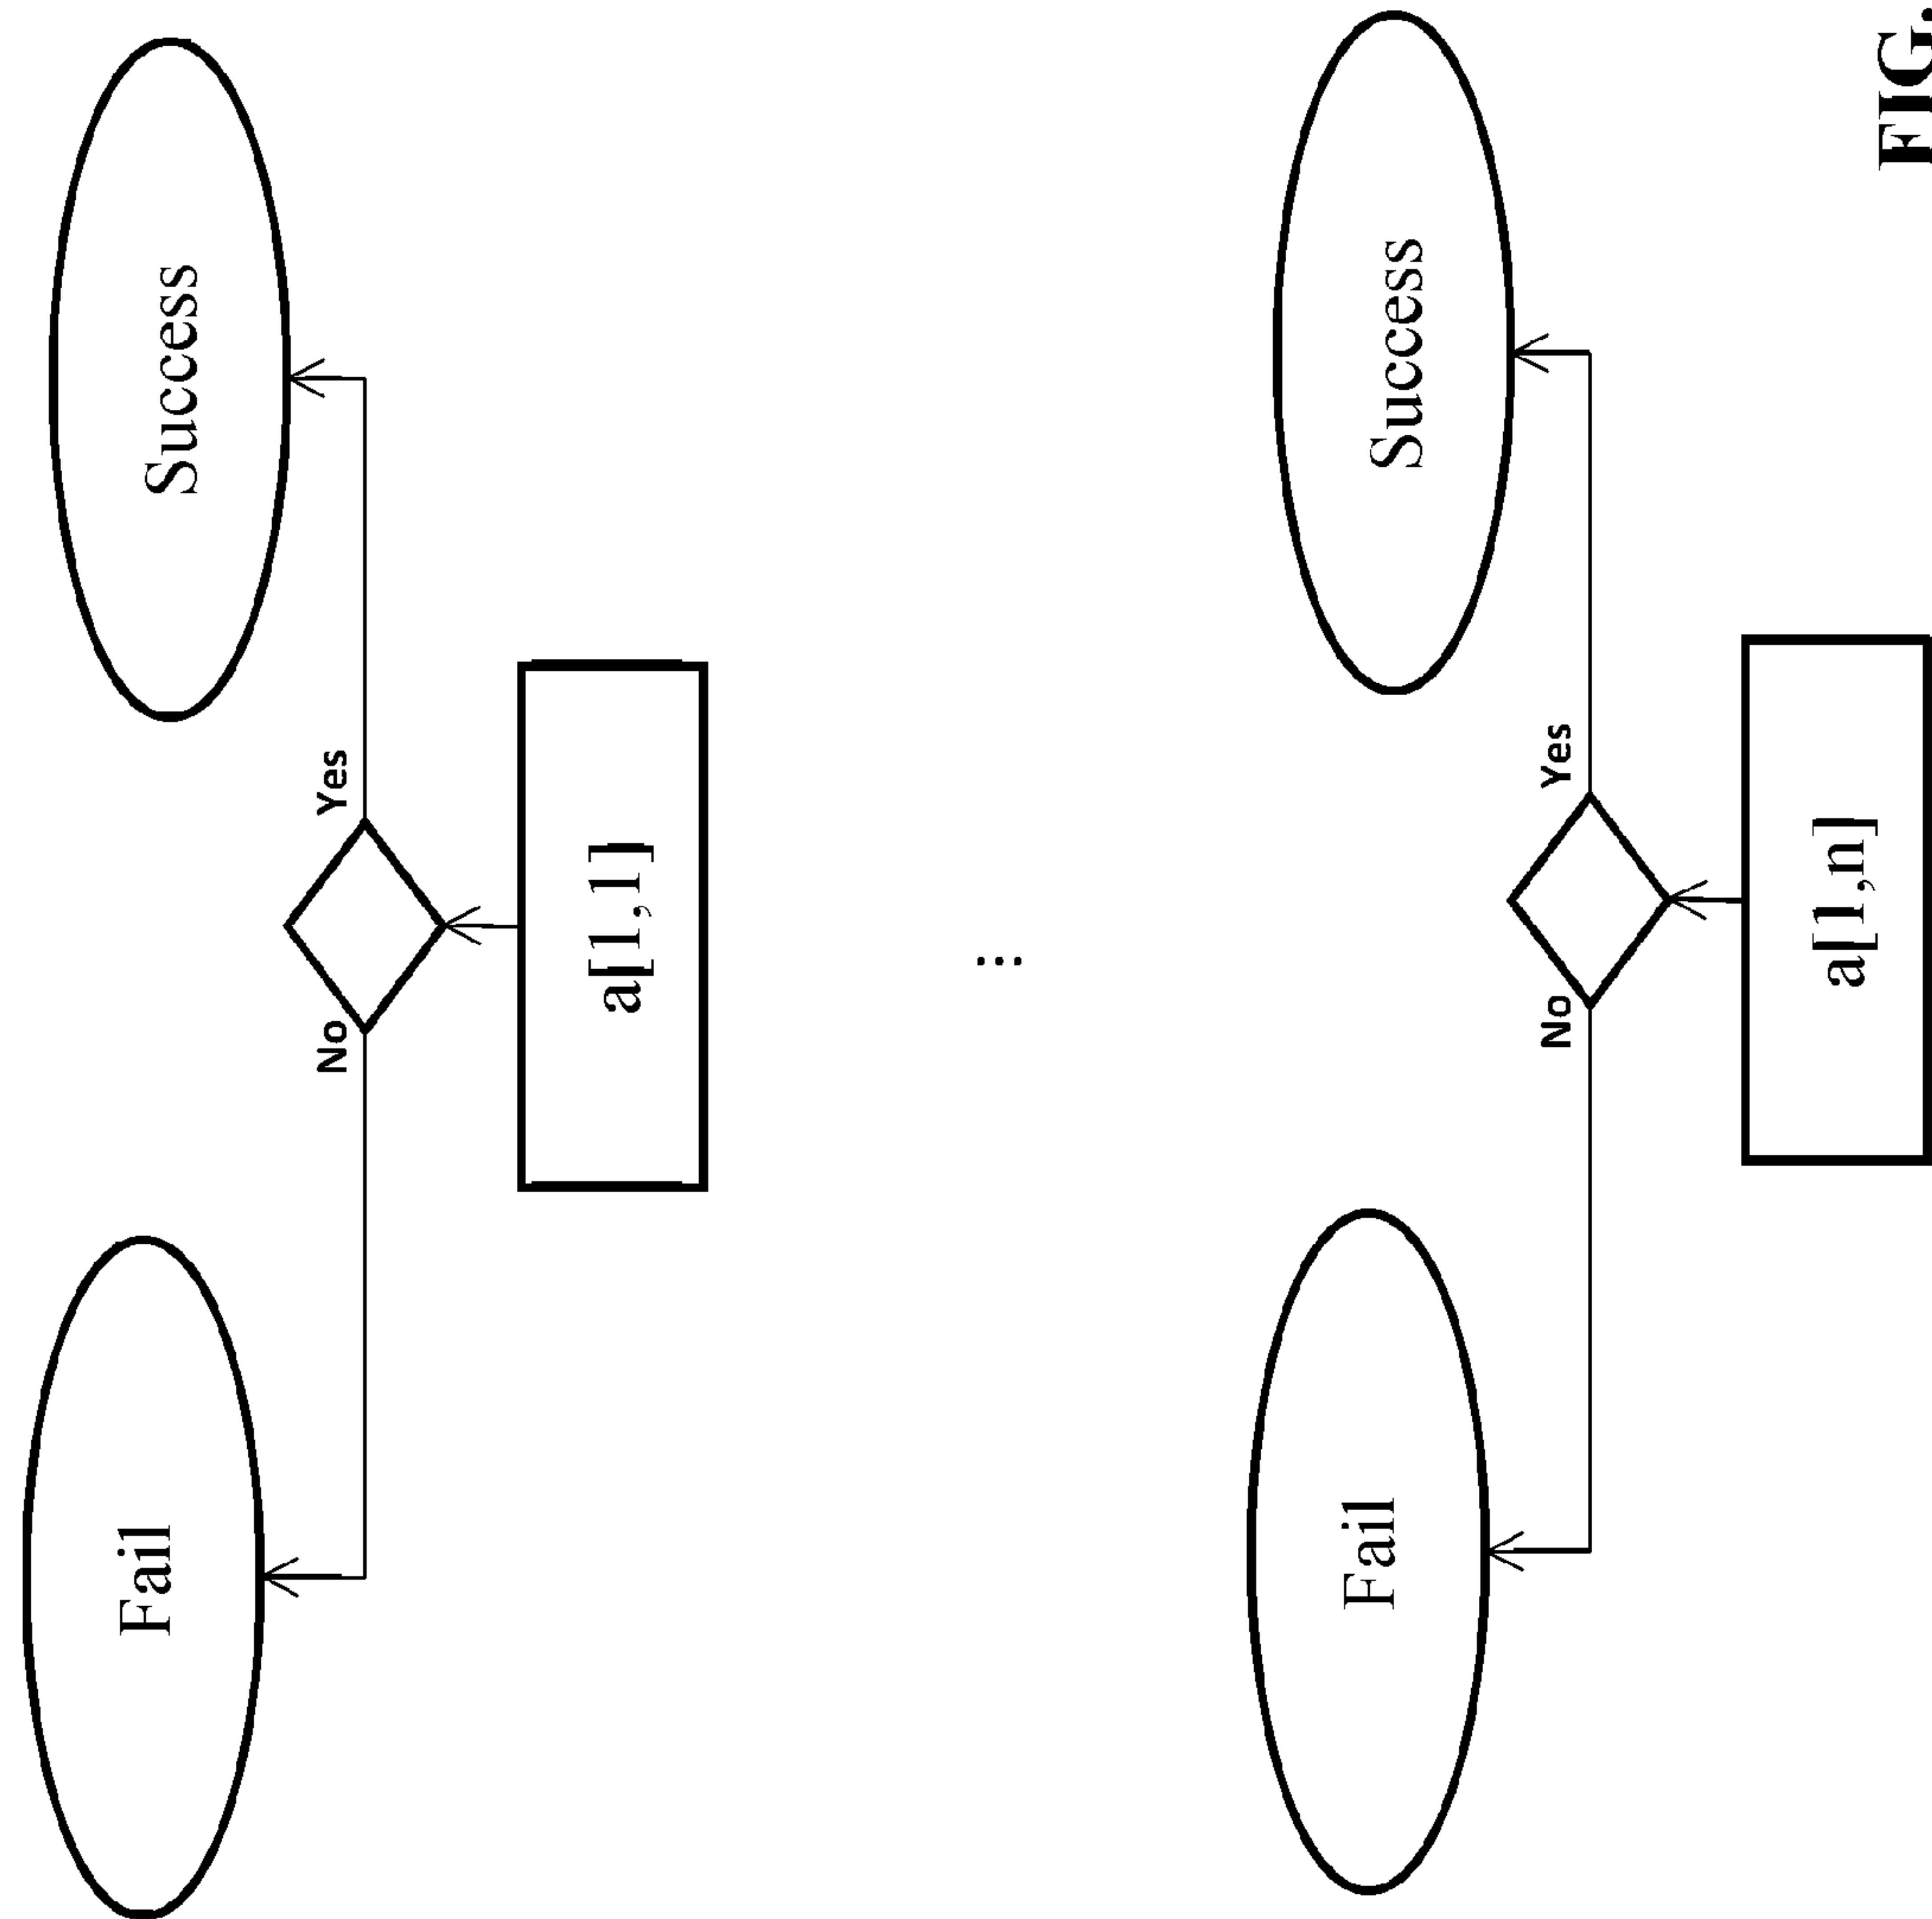 Fail
Success
No
Yes
a[1,1]
...
Fail
Success
No
Yes
a[1,n]
FIG.